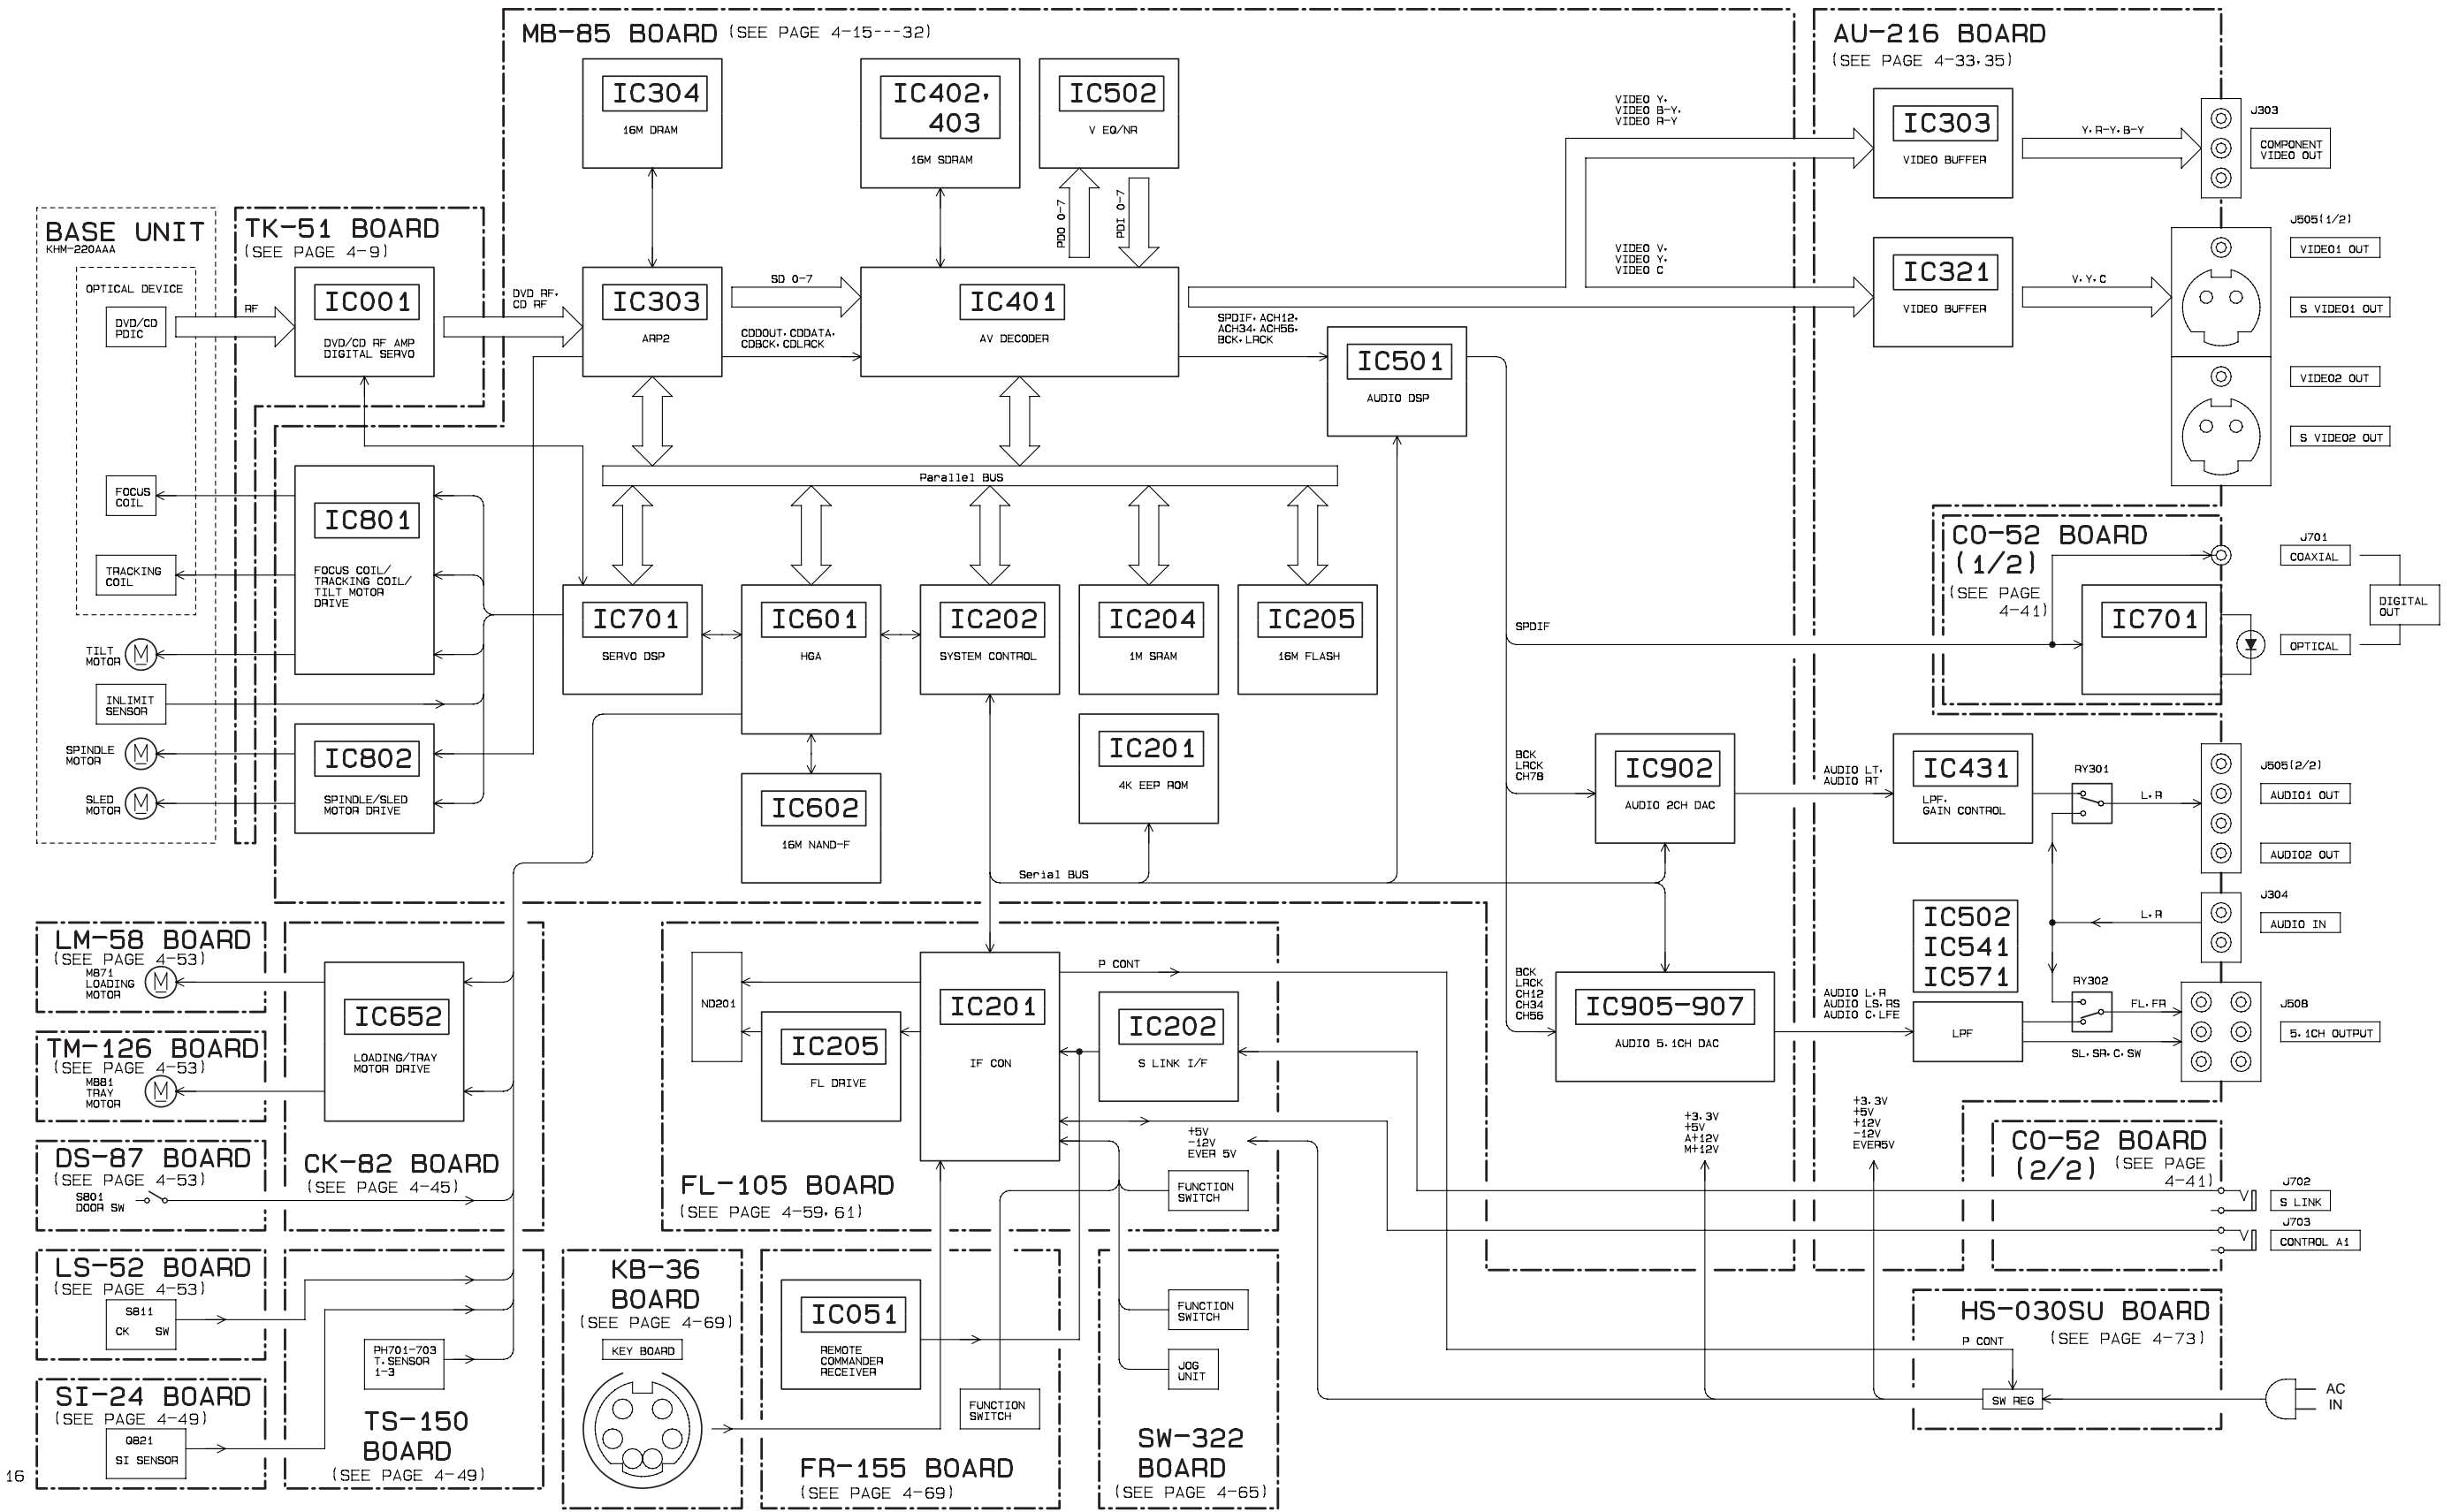 MB-85 BOARD (SEE PAGE 4-15---32)
IC304
16M DRAM
IC402,
403
16M SDRAM
IC502
V EQ/NR
PDO 0-7
PDI 0-7
IC303
ARP2
SD 0-7
CDDOUT, CDDATA,
CDBCK, CDLRCK
IC401
AV DECODER
SPDIF, ACH12,
ACH34, ACH56,
BCK, LRCK
IC501
AUDIO DSP
VIDEO Y,
VIDEO B-Y,
VIDEO R-Y
VIDEO V,
VIDEO Y,
VIDEO C
Parallel BUS
IC801
FOCUS COIL/
TRACKING COIL/
TILT MOTOR
DRIVE
IC802
SPINDLE/SLED
MOTOR DRIVE
IC701
SERVO DSP
IC601
HGA
IC202
SYSTEM CONTROL
IC204
1M SRAM
IC205
16M FLASH
IC602
16M NAND-F
IC201
4K EEP ROM
Serial BUS
SPDIF
BCK
LRCK
CH78
IC902
AUDIO 2CH DAC
BCK
LRCK
CH12
CH34
CH56
IC905-907
AUDIO 5.1CH DAC
+3.3V
+5V
A+12V
M+12V
BASE UNIT
KHM-220AAA
OPTICAL DEVICE
DVD/CD
PDIC
RF
FOCUS
COIL
TRACKING
COIL
TILT
MOTOR
M
INLIMIT
SENSOR
SPINDLE
MOTOR
M
SLED
MOTOR
M
TK-51 BOARD
(SEE PAGE 4-9)
IC001
DVD/CD RF AMP
DIGITAL SERVO
DVD RF,
CD RF
AU-216 BOARD
(SEE PAGE 4-33,35)
IC303
VIDEO BUFFER
Y,R-Y,B-Y
J303
COMPONENT
VIDEO OUT
IC321
VIDEO BUFFER
V,Y,C
J505(1/2)
VIDEO1 OUT
S VIDEO1 OUT
VIDEO2 OUT
S VIDEO2 OUT
CO-52 BOARD
(1/2)
(SEE PAGE
4-41)
IC701
J701
COAXIAL
OPTICAL
DIGITAL
OUT
AUDIO LT,
AUDIO RT
IC431
LPF,
GAIN CONTROL
RY301
L,R
J505(2/2)
AUDIO1 OUT
AUDIO2 OUT
L,R
J304
AUDIO IN
IC502
IC541
IC571
AUDIO L,R
AUDIO LS,RS
AUDIO C,LFE
LPF
RY302
FL,FR
SL,SR,C,SW
J508
5.1CH OUTPUT
+3.3V
+5V
+12V
-12V
EVER5V
CO-52 BOARD
(2/2) (SEE PAGE
4-41)
J702
S LINK
J703
CONTROL A1
HS-030SU BOARD
(SEE PAGE 4-73)
P CONT
SW REG
AC
IN
LM-58 BOARD
(SEE PAGE 4-53)
M871
LOADING
MOTOR
M
TM-126 BOARD
(SEE PAGE 4-53)
M881
TRAY
MOTOR
M
DS-87 BOARD
(SEE PAGE 4-53)
S801
DOOR SW
LS-52 BOARD
(SEE PAGE 4-53)
S811
CK SW
SI-24 BOARD
(SEE PAGE 4-49)
Q821
SI SENSOR
IC652
LOADING/TRAY
MOTOR DRIVE
CK-82 BOARD
(SEE PAGE 4-45)
PH701-703
T.SENSOR
1-3
TS-150
BOARD
(SEE PAGE 4-49)
ND201
IC205
FL DRIVE
IC201
IF CON
P CONT
IC202
S LINK I/F
+5V
-12V
EVER 5V
FUNCTION
SWITCH
FL-105 BOARD
(SEE PAGE 4-59,61)
KB-36
BOARD
(SEE PAGE 4-69)
KEY BOARD
IC051
REMOTE
COMMANDER
RECEIVER
FUNCTION
SWITCH
FR-155 BOARD
(SEE PAGE 4-69)
FUNCTION
SWITCH
JOG
UNIT
SW-322
BOARD
(SEE PAGE 4-65)
16